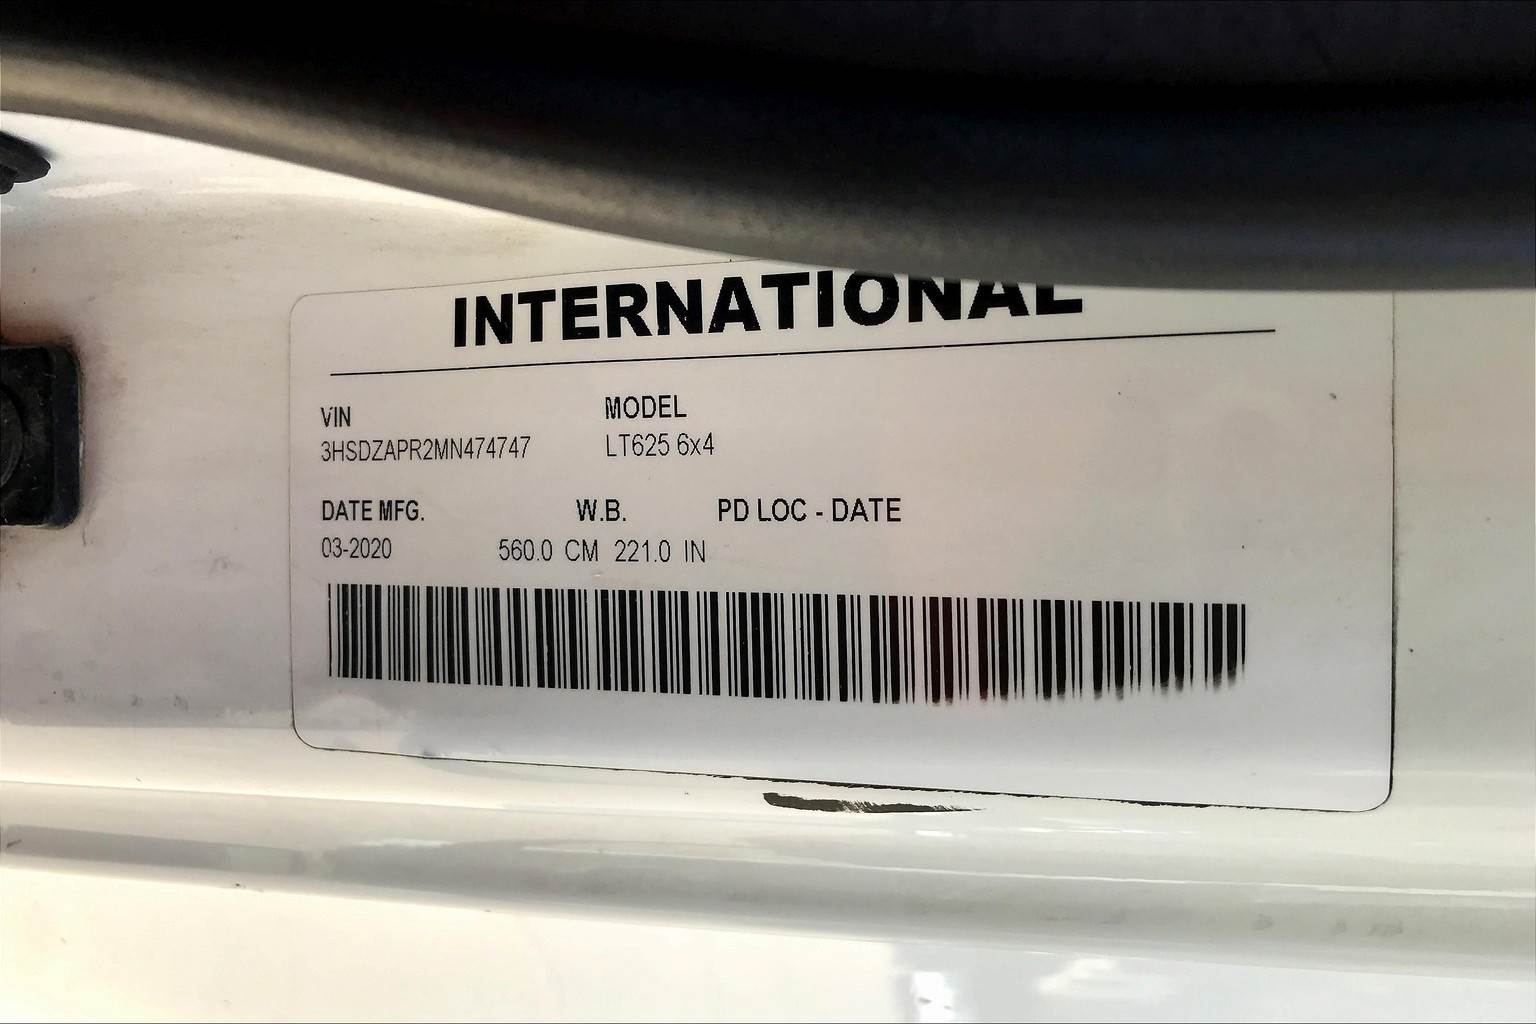 INTERNATIONAL
VIN MODEL
3HSDZAPR2MN474747 LT625 6x4
DATE MFG. W.B. PD LOC - DATE
03-2020 560.0 CM 221.0 IN